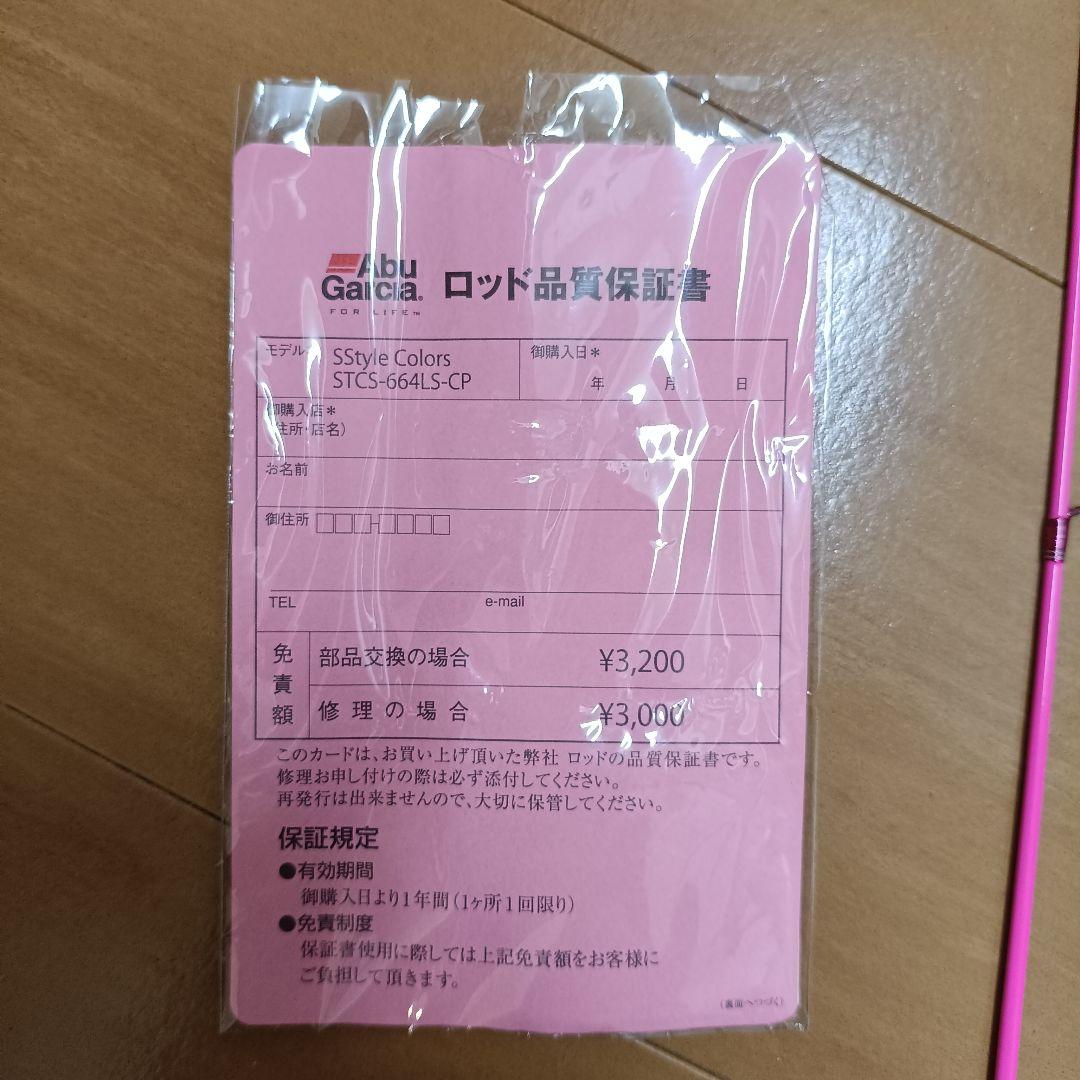 Abu
Garcia®
FOR LIFE™
ロッド品質保証書
モデル名
SStyle Colors
STCS-664LS-CP
御購入日*
年 月 日
御購入店*
(住所・店名)
お名前
御住所 □□□-□□□□
TEL e-mail
免責額
部品交換の場合 ¥3,200
修理の場合 ¥3,000
このカードは、お買い上げ頂いた弊社 ロッドの品質保証書です。
修理お申し付けの際は必ず添付してください。
再発行は出来ませんので、大切に保管してください。
保証規定
●有効期間
御購入日より1年間(1ヶ所1回限り)
●免責制度
保証書使用に際しては上記免責額をお客様に
ご負担して頂きます。
(裏面へつづく)